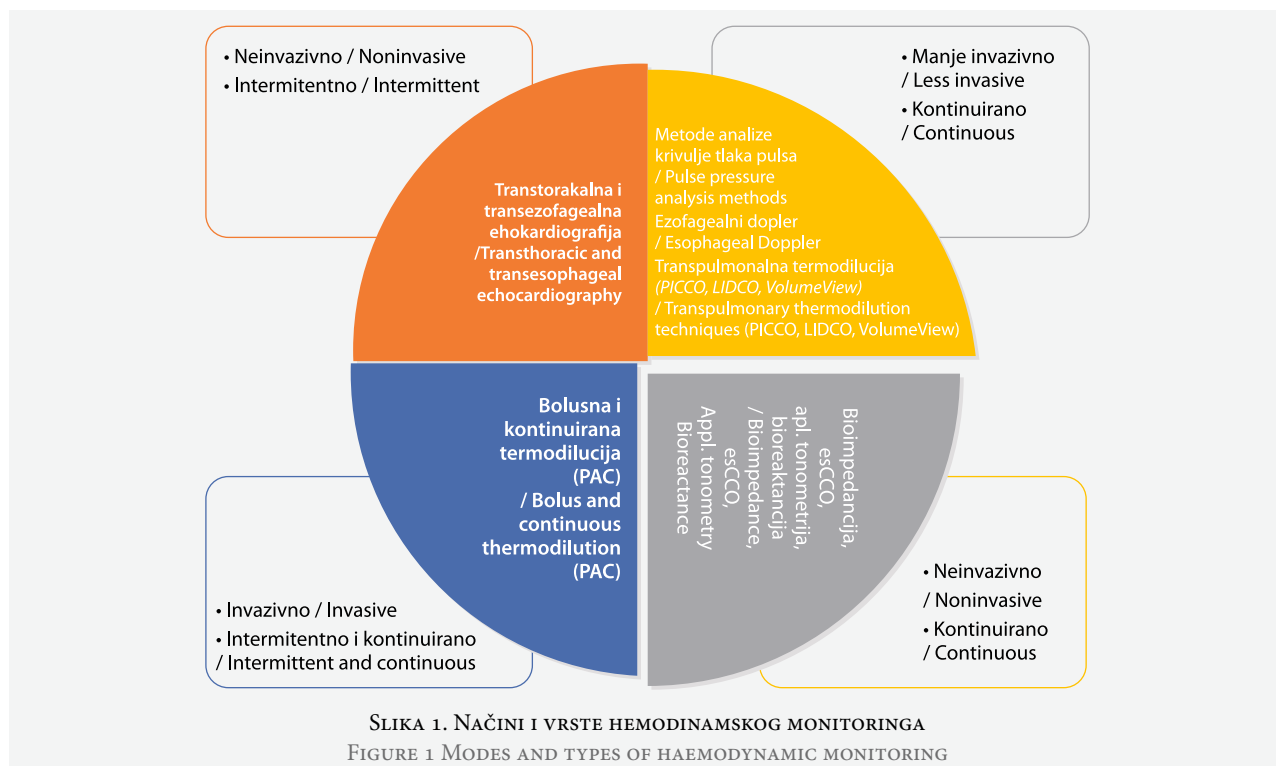 • Neinvazivno / Noninvasive
• Intermitentno / Intermittent
• Manje invazivno
/ Less invasive
• Kontinuirano
/ Continuous
Transtorakalna i
transezofagealna
ehokardiografija
/Transthoracic and
transesophageal
echocardiography
Metode analize
krivulje tlaka pulsa
/ Pulse pressure
analysis methods
Ezofagealni dopler
/ Esophageal Doppler
Transpulmonalna termodilucija
(PICCO, LIDCO, VolumeView)
/ Transpulmonary thermodilution
techniques (PICCO, LIDCO, VolumeView)
Bolusna i
kontinuirana
termodilucija
(PAC)
/ Bolus and
continuous
thermodilution
(PAC)
Bioimpedancija,
esCCO,
apl. tonometrija,
bioreaktancija
/ Bioimpedance,
esCCO,
Appl. tonometry
Bioreactance
• Invazivno / Invasive
• Intermitentno i kontinuirano
/ Intermittent and continuous
• Neinvazivno
/ Noninvasive
• Kontinuirano
/ Continuous
Slika 1. Načini i vrste hemodinamskog monitoringa
Figure 1 Modes and types of haemodynamic monitoring